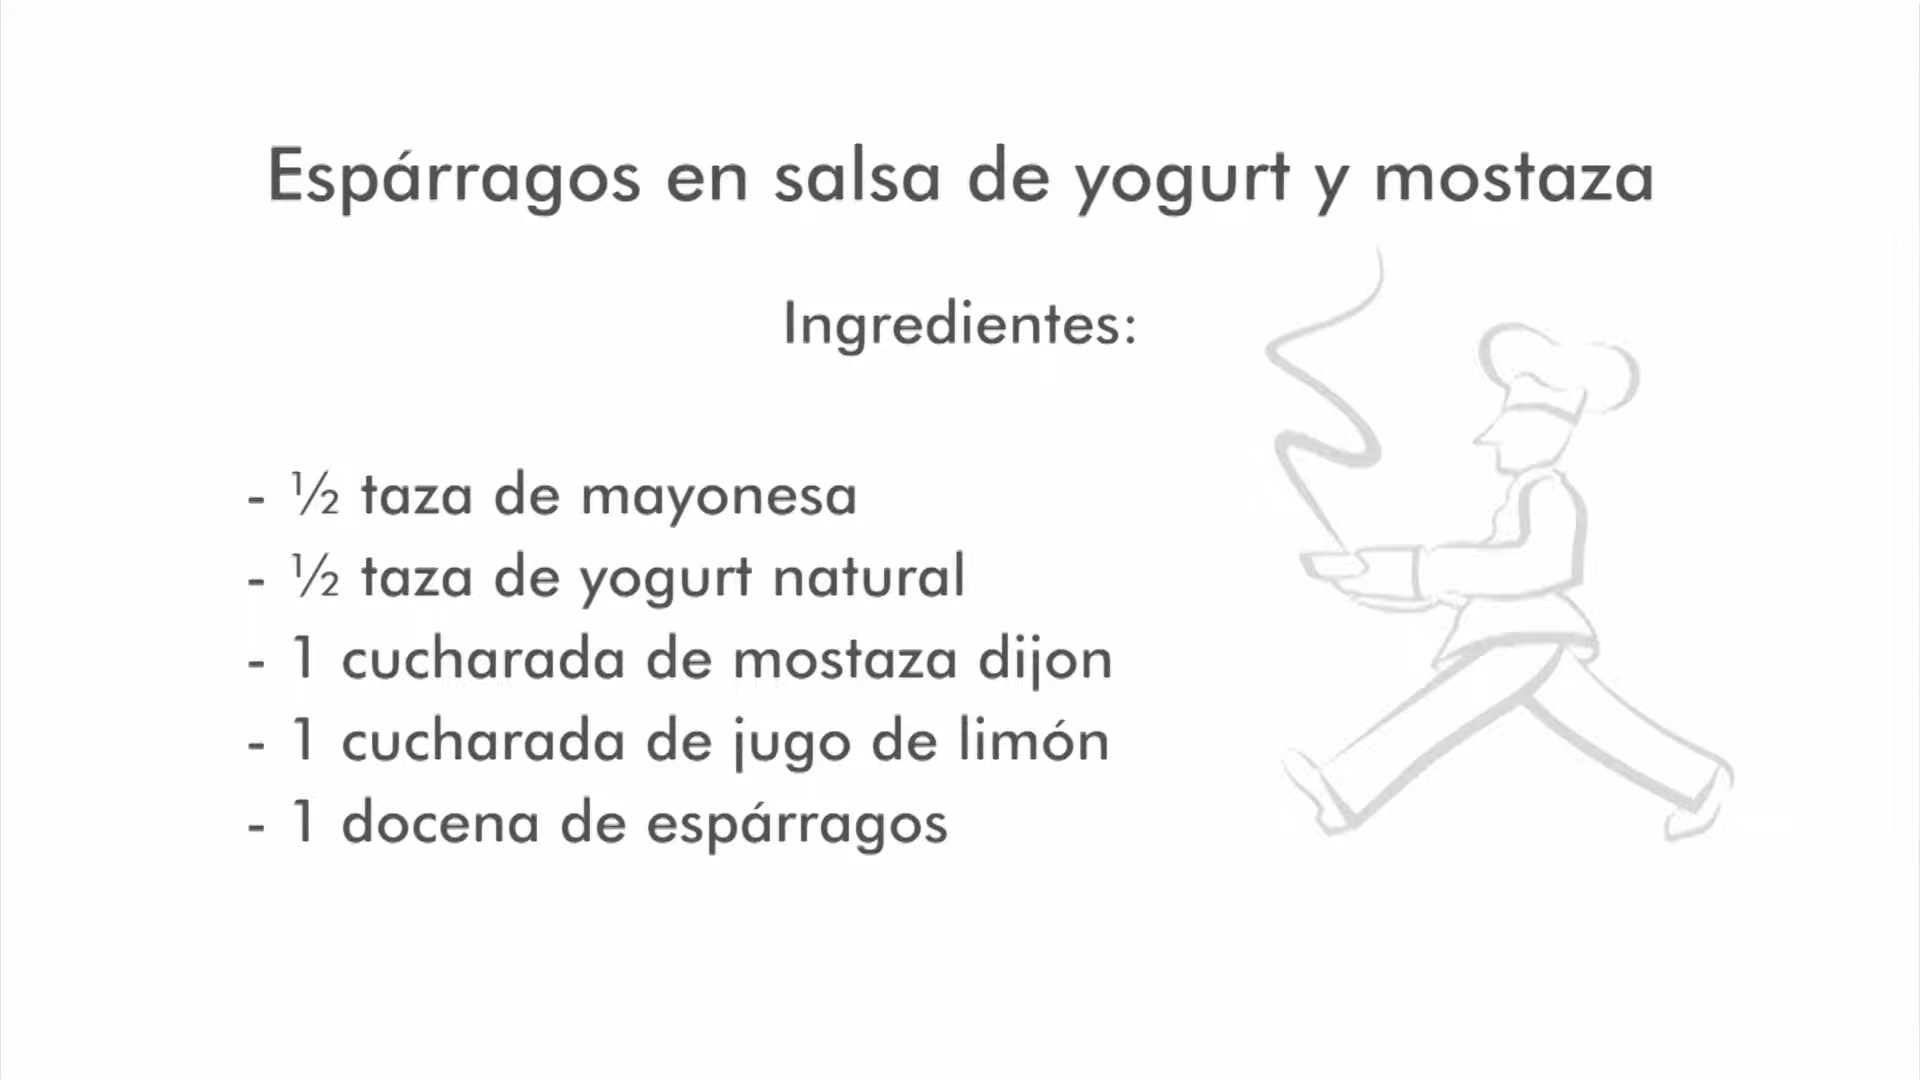 Espárragos en salsa de yogurt y mostaza
Ingredientes:
- ½ taza de mayonesa
- ½ taza de yogurt natural
- 1 cucharada de mostaza dijon
- 1 cucharada de jugo de limón
- 1 docena de espárragos